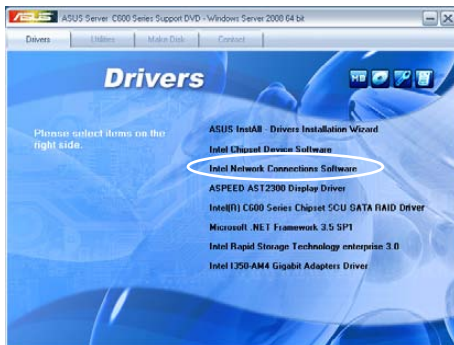 ASUS
ASUS Server C600 Series Support DVD - Windows Server 2008 64 bit
Drivers
Utilities
Make Disk
Contact
Drivers
Please select items on the
right side.
ASUS InstAll - Drivers Installation Wizard
Intel Chipset Device Software
Intel Network Connections Software
ASPEED AST2300 Display Driver
Intel(R) C600 Series Chipset SCU SATA RAID Driver
Microsoft .NET Framework 3.5 SP1
Intel Rapid Storage Technology enterprise 3.0
Intel I350-AM4 Gigabit Adapters Driver